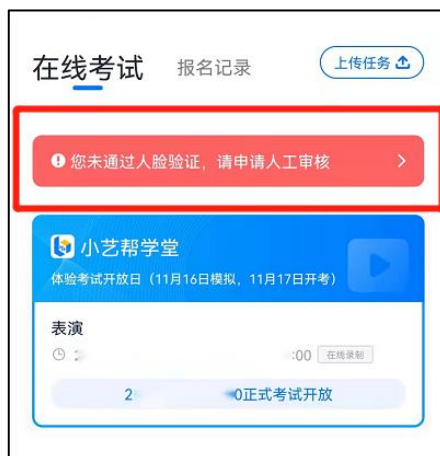 在线考试 报名记录 上传任务
您未通过人脸验证，请申请人工审核
小艺帮学堂
体验考试开放日（11月16日模拟，11月17日开考）
表演
:00 在线录制
2 0正式考试开放